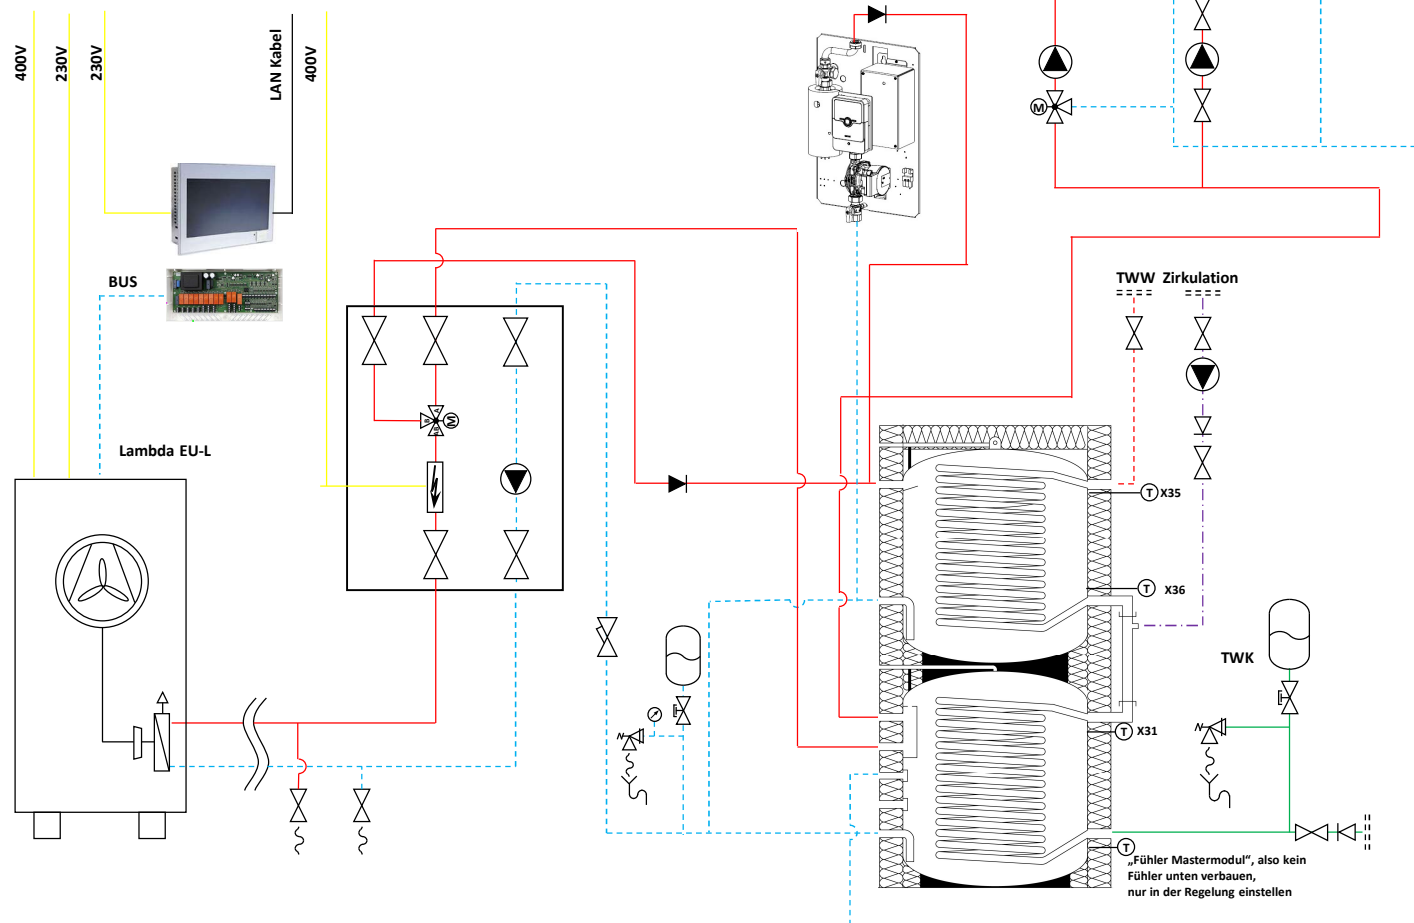 400V
230V
230V
LAN Kabel
400V
M
BUS
TWW Zirkulation
A
B
AB
M
Lambda EU-L
T X35
T X36
TWK
T X31
T
„Fühler Mastermodul“, also kein
Fühler unten verbauen,
nur in der Regelung einstellen